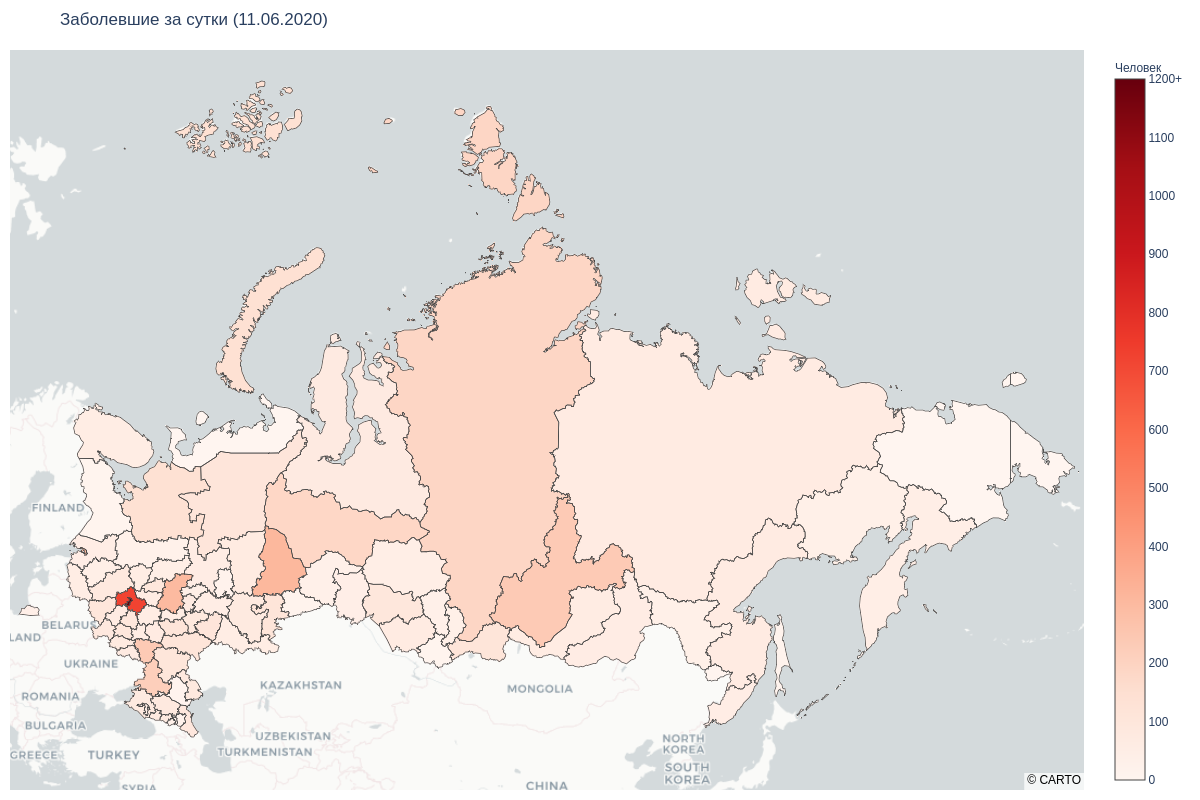 Заболевшие за сутки (11.06.2020)
Человек
1200+
1100
1000
900
800
700
600
500
400
300
200
100
0
FINLAND
BELARUS
LAND
UKRAINE
ROMANIA
BULGARIA
GREECE
TURKEY
SYRIA
KAZAKHSTAN
UZBEKISTAN
TURKMENISTAN
MONGOLIA
CHINA
NORTH
KOREA
SOUTH
KOREA
© CARTO